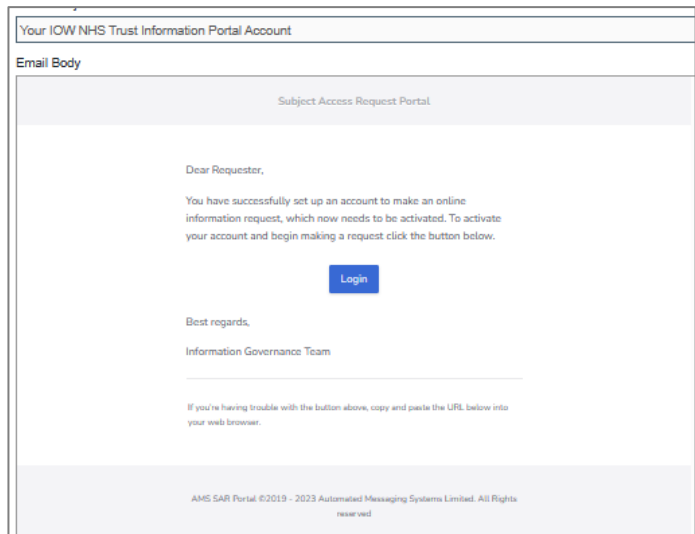 Your IOW NHS Trust Information Portal Account
Email Body
Subject Access Request Portal
Dear Requester,
You have successfully set up an account to make an online
information request, which now needs to be activated. To activate
your account and begin making a request click the button below.
Login
Best regards,
Information Governance Team
If you're having trouble with the button above, copy and paste the URL below into
your web browser.
AMS SAR Portal ©2019 - 2023 Automated Messaging Systems Limited. All Rights
reserved